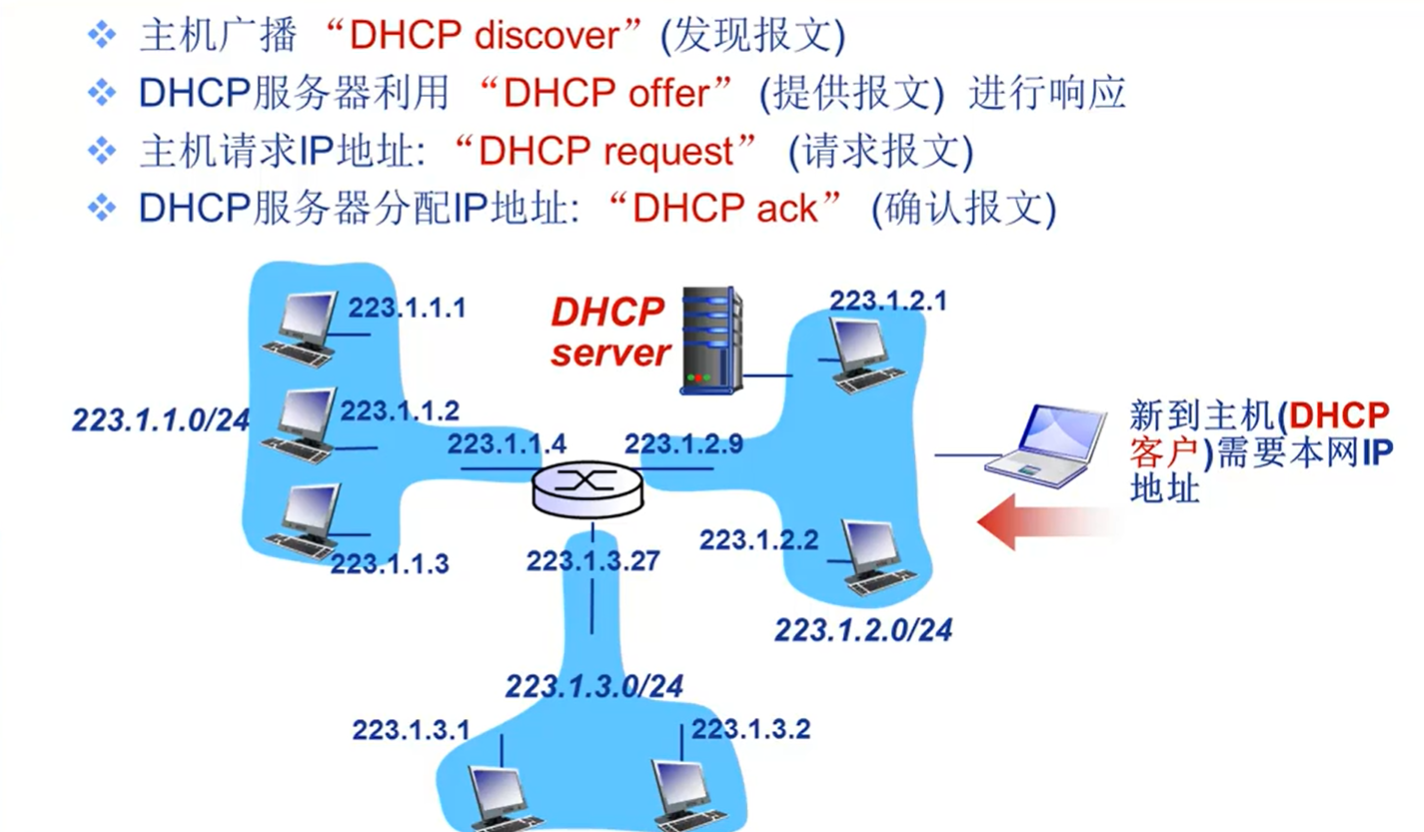 主机广播 “DHCP discover” (发现报文)
DHCP服务器利用 “DHCP offer” (提供报文) 进行响应
主机请求IP地址: “DHCP request” (请求报文)
DHCP服务器分配IP地址: “DHCP ack” (确认报文)
223.1.1.1
DHCP
server
223.1.2.1
223.1.1.0/24
223.1.1.2
223.1.1.4
223.1.2.9
新到主机(DHCP
客户)需要本网IP
地址
223.1.1.3
223.1.3.27
223.1.2.2
223.1.2.0/24
223.1.3.0/24
223.1.3.1
223.1.3.2